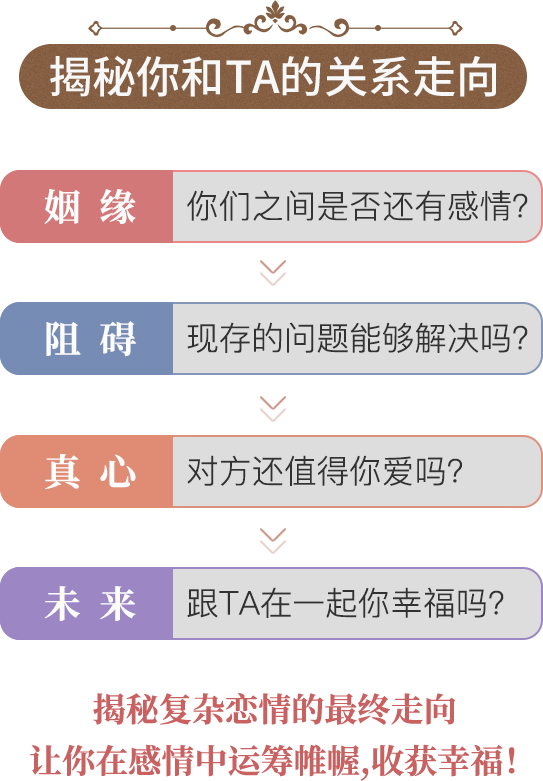 揭秘你和TA的关系走向
姻缘 你们之间是否还有感情?
阻碍 现存的问题能够解决吗?
真心 对方还值得你爱吗?
未来 跟TA在一起你幸福吗?
揭秘复杂恋情的最终走向
让你在感情中运筹帷幄,收获幸福!